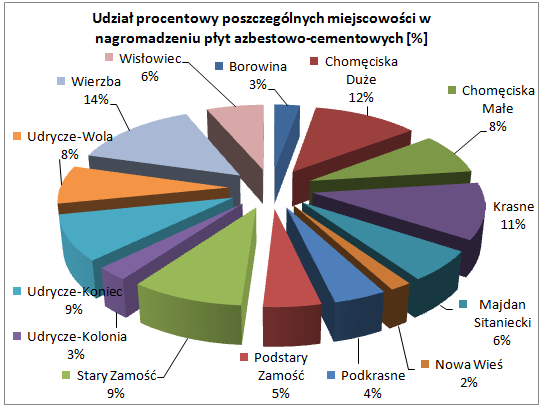 Udział procentowy poszczególnych miejscowości w
nagromadzeniu płyt azbestowo-cementowych [%]
Borowina
3%
Chomęciska
Duże
12%
Chomęciska
Małe
8%
Krasne
11%
Majdan
Sitaniecki
6%
Nowa Wieś
2%
Podkrasne
4%
Podstary
Zamość
5%
Stary Zamość
9%
Udrycze-Kolonia
3%
Udrycze-Koniec
9%
Udrycze-Wola
8%
Wierzba
14%
Wisłowiec
6%